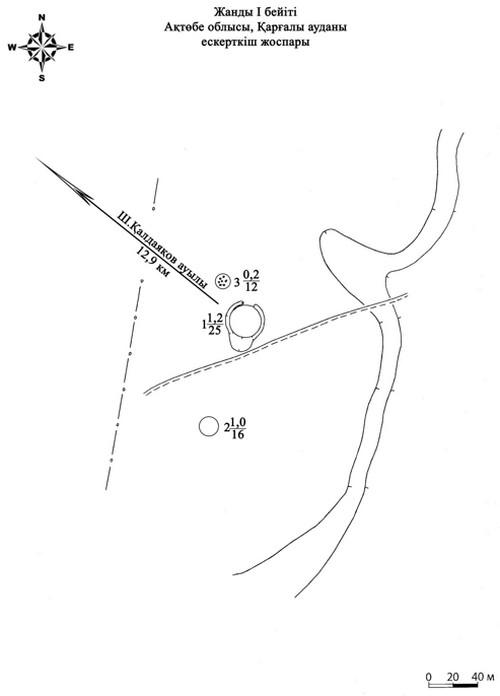 Жанды І бейіті
Ақтөбе облысы, Қарғалы ауданы
ескерткіш жоспары
N
W E
S
Ш.Қалдаяқов ауылы
12,9 км
3 0,2
12
1 1,2
25
2 1,0
16
0 20 40 м